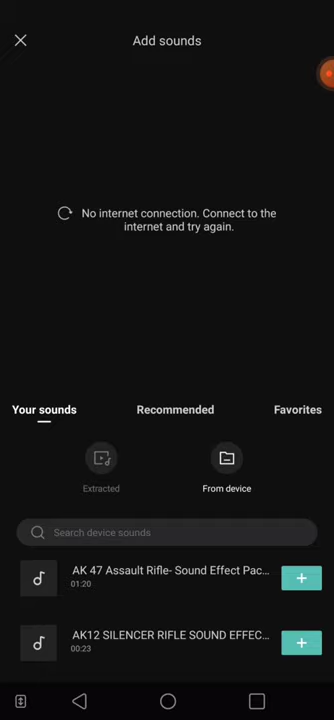 Add sounds
No internet connection. Connect to the
internet and try again.
Your sounds
Recommended
Favorites
Extracted
From device
Search device sounds
AK 47 Assault Rifle- Sound Effect Pac...
01:20
AK12 SILENCER RIFLE SOUND EFFEC...
00:23